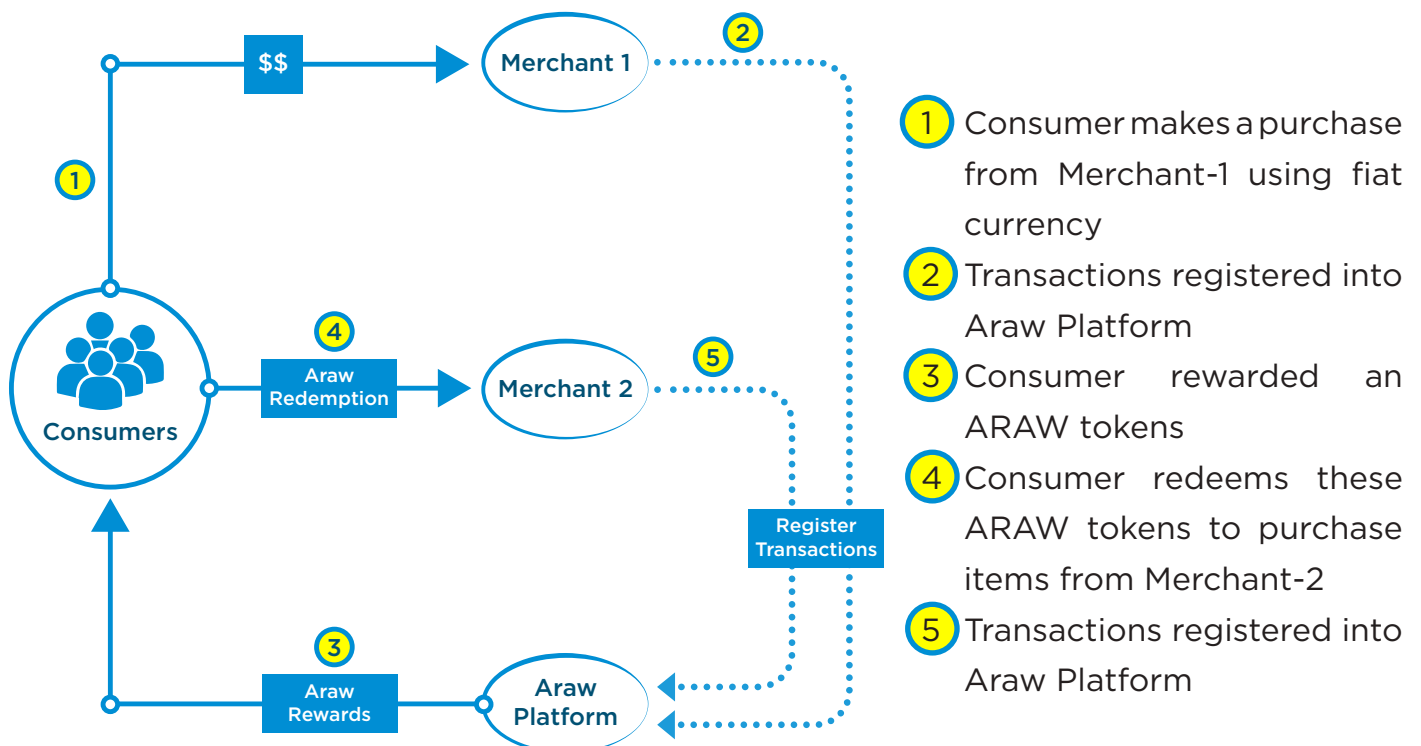 $$
Merchant 1
2
1
4
Araw
Redemption
Merchant 2
5
Consumers
Register
Transactions
3
Araw
Rewards
Araw
Platform
1 Consumer makes a purchase
from Merchant-1 using fiat
currency
2 Transactions registered into
Araw Platform
3 Consumer rewarded an
ARAW tokens
4 Consumer redeems these
ARAW tokens to purchase
items from Merchant-2
5 Transactions registered into
Araw Platform